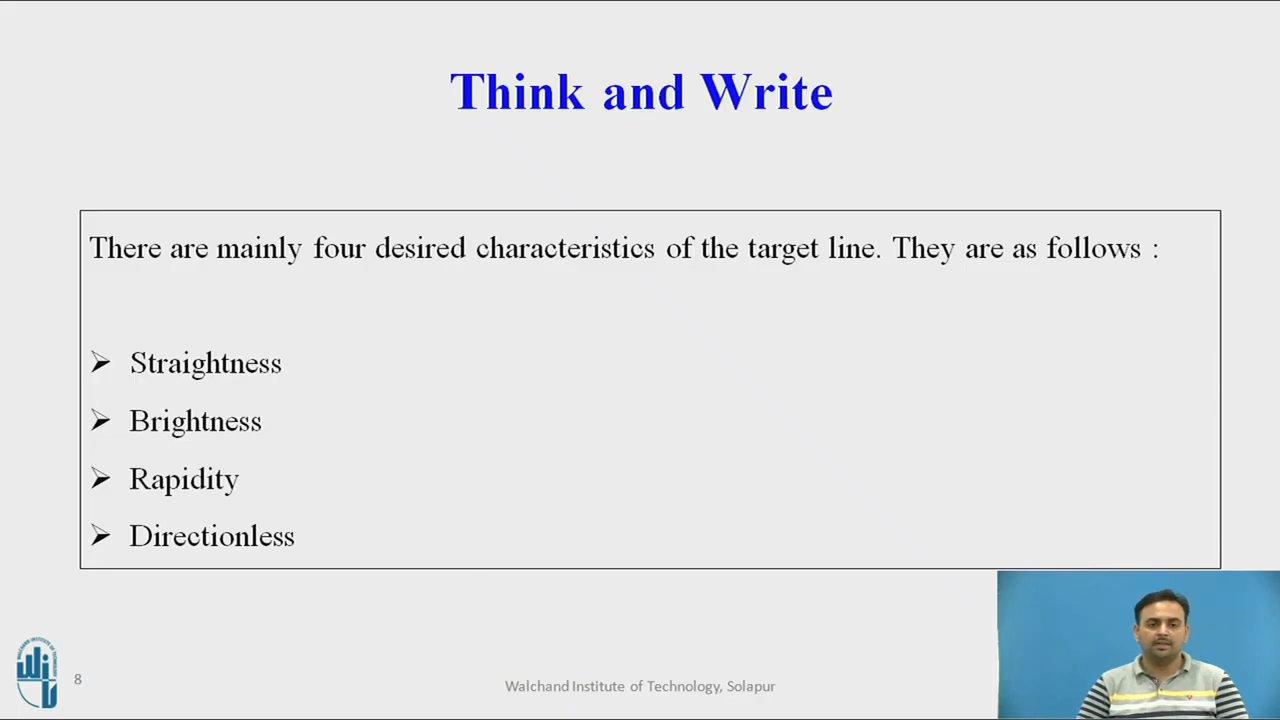 Think and Write
There are mainly four desired characteristics of the target line. They are as follows :
Straightness
Brightness
Rapidity
Directionless
8
Walchand Institute of Technology, Solapur